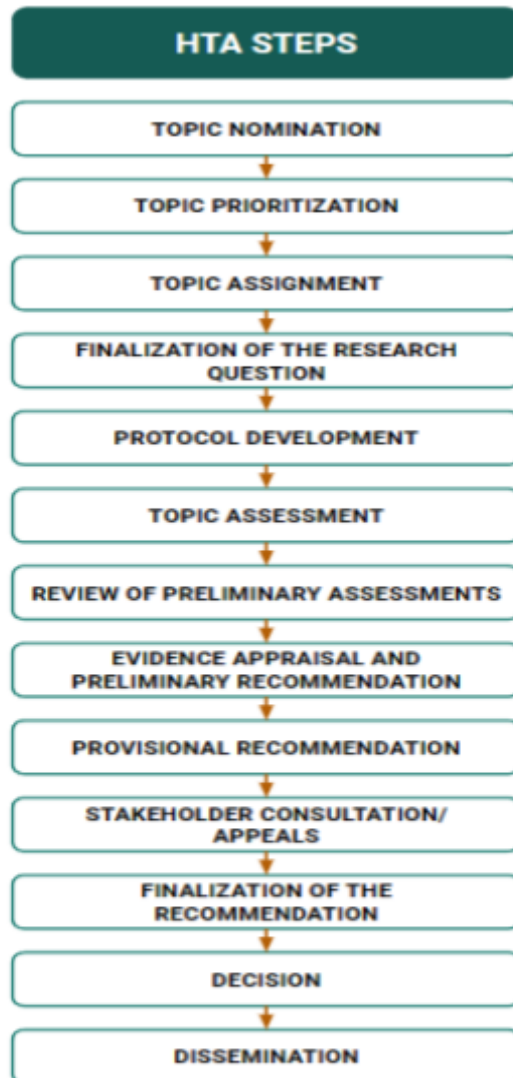 HTA STEPS
TOPIC NOMINATION
TOPIC PRIORITIZATION
TOPIC ASSIGNMENT
FINALIZATION OF THE RESEARCH
QUESTION
PROTOCOL DEVELOPMENT
TOPIC ASSESSMENT
REVIEW OF PRELIMINARY ASSESSMENTS
EVIDENCE APPRAISAL AND
PRELIMINARY RECOMMENDATION
PROVISIONAL RECOMMENDATION
STAKEHOLDER CONSULTATION/
APPEALS
FINALIZATION OF THE
RECOMMENDATION
DECISION
DISSEMINATION